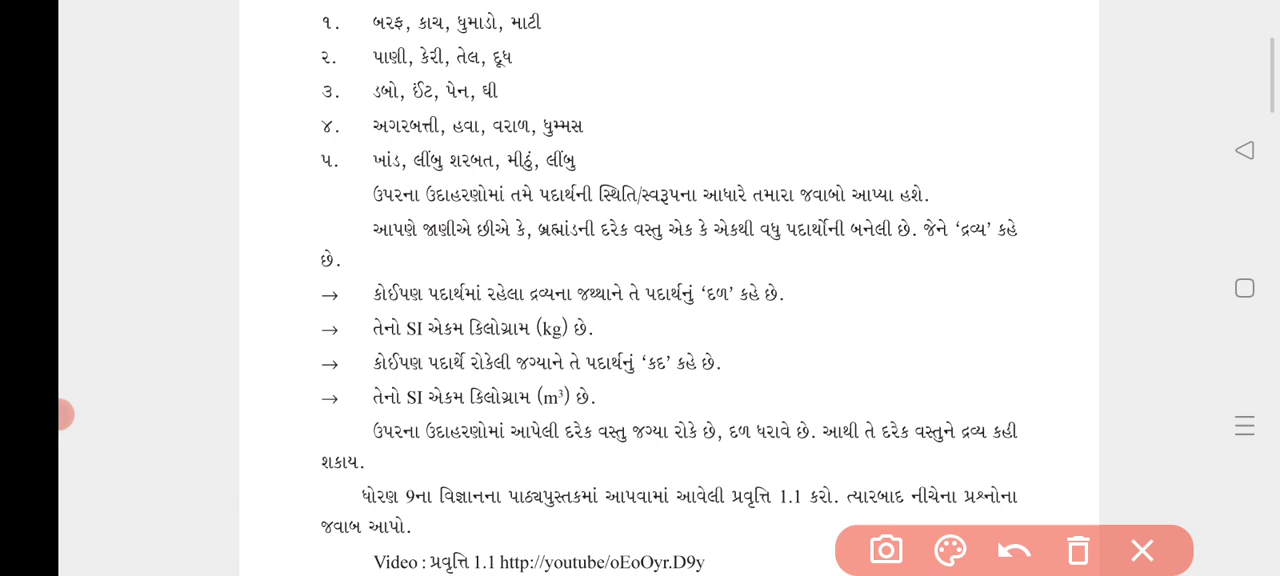 ૧. બરફ, કાચ, ધુમાડો, માટી
૨. પાણી, કેરી, તેલ, દૂધ
૩. ડબો, ઈંટ, પેન, ઘી
૪. અગરબત્તી, હવા, વરાળ, ધુમ્મસ
૫. ખાંડ, લીંબુ શરબત, મીઠું, લીંબુ
ઉપરના ઉદાહરણોમાં તમે પદાર્થની સ્થિતિ/સ્વરૂપના આધારે તમારા જવાબો આપ્યા હશે.
આપણે જાણીએ છીએ કે, બ્રહ્માંડની દરેક વસ્તુ એક કે એકથી વધુ પદાર્થોની બનેલી છે. જેને ‘દ્રવ્ય’ કહે
છે.
→ કોઈપણ પદાર્થમાં રહેલા દ્રવ્યના જથ્થાને તે પદાર્થનું ‘દળ’ કહે છે.
→ તેનો SI એકમ કિલોગ્રામ (kg) છે.
→ કોઈપણ પદાર્થે રોકેલી જગ્યાને તે પદાર્થનું ‘કદ’ કહે છે.
→ તેનો SI એકમ કિલોગ્રામ (m³) છે.
ઉપરના ઉદાહરણોમાં આપેલી દરેક વસ્તુ જગ્યા રોકે છે, દળ ધરાવે છે. આથી તે દરેક વસ્તુને દ્રવ્ય કહી
શકાય.
ધોરણ 9ના વિજ્ઞાનના પાઠ્યપુસ્તકમાં આપવામાં આવેલી પ્રવૃત્તિ 1.1 કરો. ત્યારબાદ નીચેના પ્રશ્નોના
જવાબ આપો.
Video : પ્રવૃત્તિ 1.1 http://youtube/oEoOyr.D9y